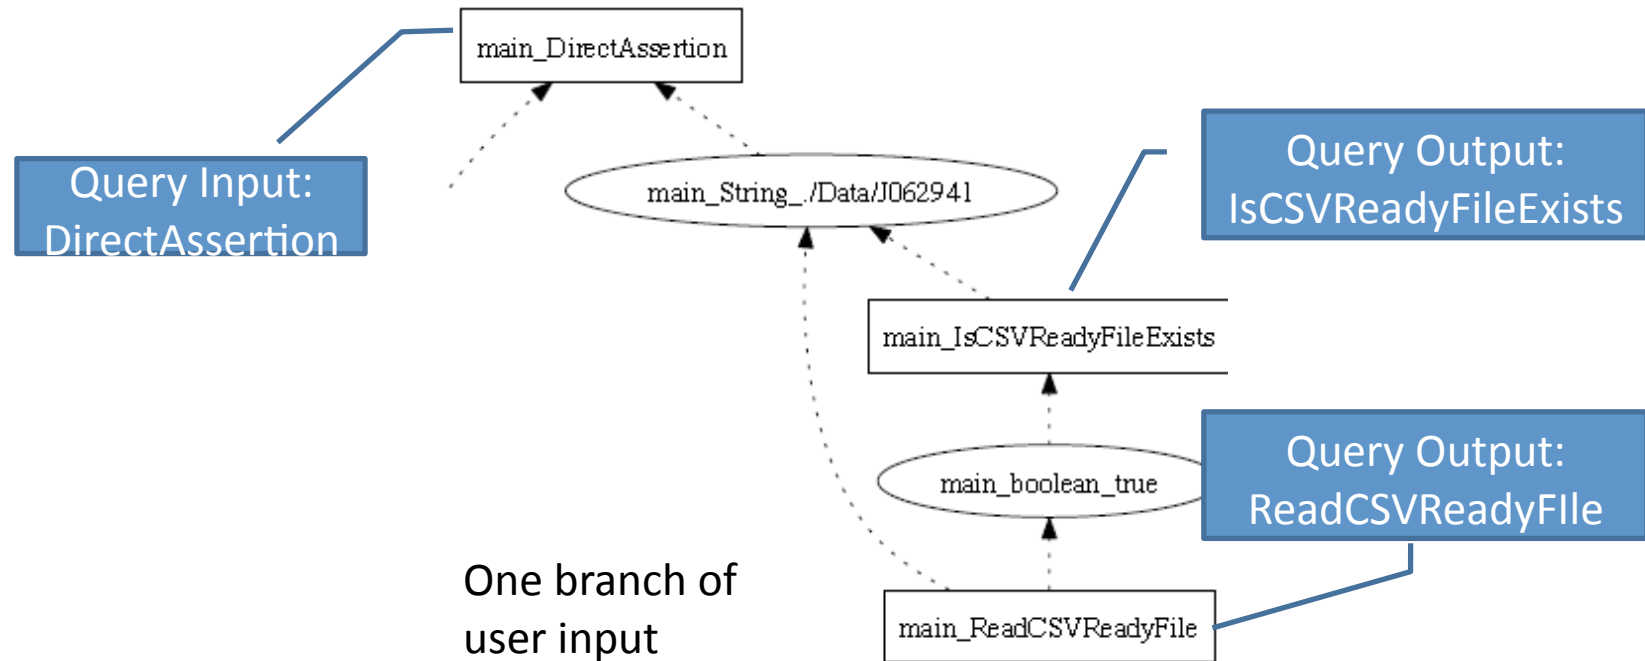 main_DirectAssertion
Query Input:
DirectAssertion
main_String_./Data/J062941
Query Output:
IsCSVReadyFileExists
main_IsCSVReadyFileExists
main_boolean_true
Query Output:
ReadCSVReadyFIle
One branch of
user input
main_ReadCSVReadyFile